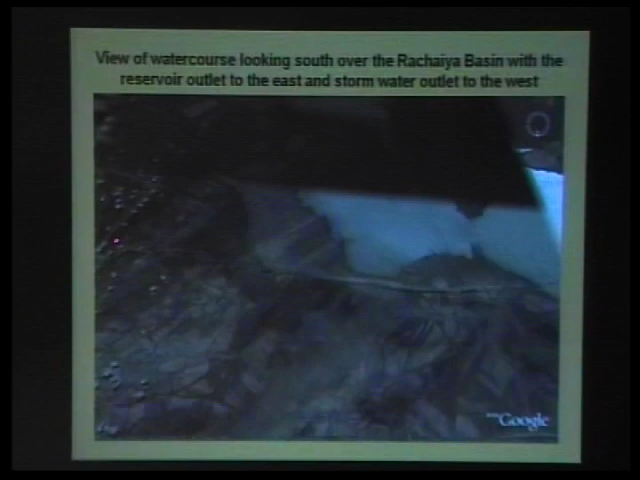 View of watercourse looking south over the Rachaiya Basin with the
reservoir outlet to the east and storm water outlet to the west
Google